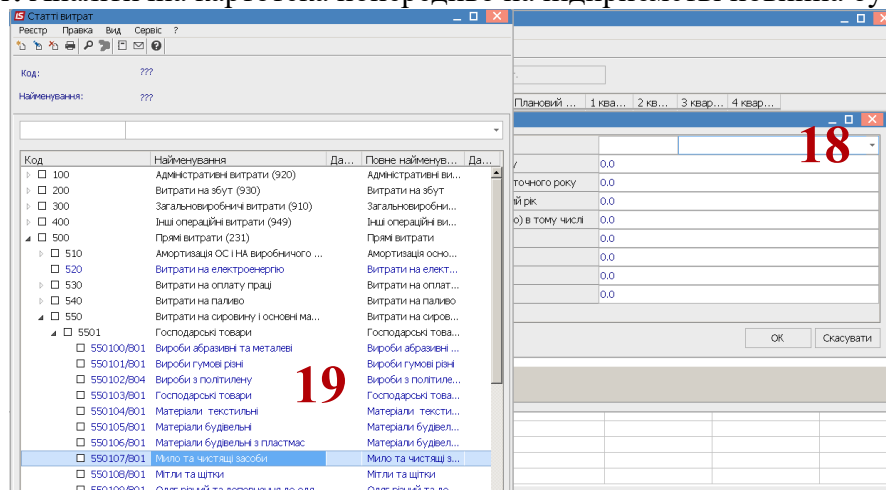 Статті витрат
Реєстр Правка Вид Сервіс ?
Код: ???
Найменування: ???
Код Найменування Да... Повне найменув... Да...
100 Адміністративні витрати (920) Адміністративні ви...
200 Витрати на збут (930) Витрати на збут
300 Загальновиробничі витрати (910) Загальновиробни...
400 Інші операційні витрати (949) Інші операційні ви...
500 Прямі витрати (231) Прямі витрати
510 Амортизація ОС і НА виробничого ... Амортизація осно...
520 Витрати на електроенергію Витрати на елект...
530 Витрати на оплату праці Витрати на оплат...
540 Витрати на паливо Витрати на паливо
550 Витрати на сировину і основні ма... Витрати на сиров...
5501 Господарські товари Господарські това...
550100/801 Вироби абразивні та металеві Вироби абразивні ...
550101/801 Вироби гумові різні Вироби гумові різні
550102/804 Вироби з політилену Вироби з політиле...
550103/801 Господарські товари Господарські това...
550104/801 Матеріали текстильні Матеріали тексти...
550105/801 Матеріали будівельні Матеріали будівел...
550106/801 Матеріали будівельні з пластмас Матеріали будівел...
550107/801 Мило та чистящі засоби Мило та чистящі з...
550108/801 Мітли та щітки Мітли та щітки
19
Плановий ... 1 ква... 2 кв... 3 квар... 4 квар...
18
у 0.0
точного року 0.0
ий рік 0.0
о) в тому числі 0.0
0.0
0.0
0.0
0.0
ОК Скасувати